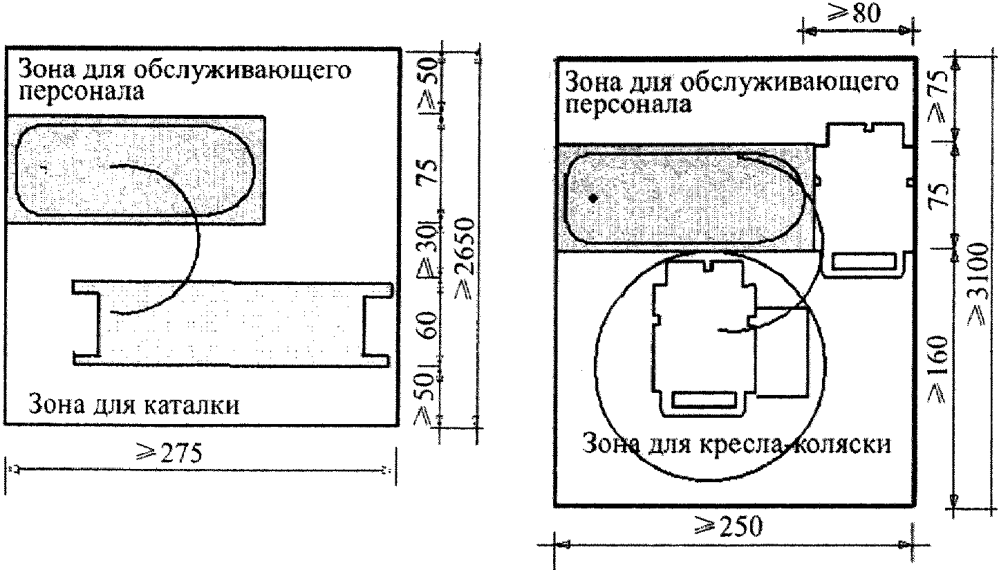 Зона для обслуживающего
персонала
Зона для каталки
⩾50
75
⩾30
60
⩾50
⩾2650
⩾275
⩾80
Зона для обслуживающего
персонала
Зона для кресла-коляски
⩾75
75
⩾160
⩾3100
⩾250